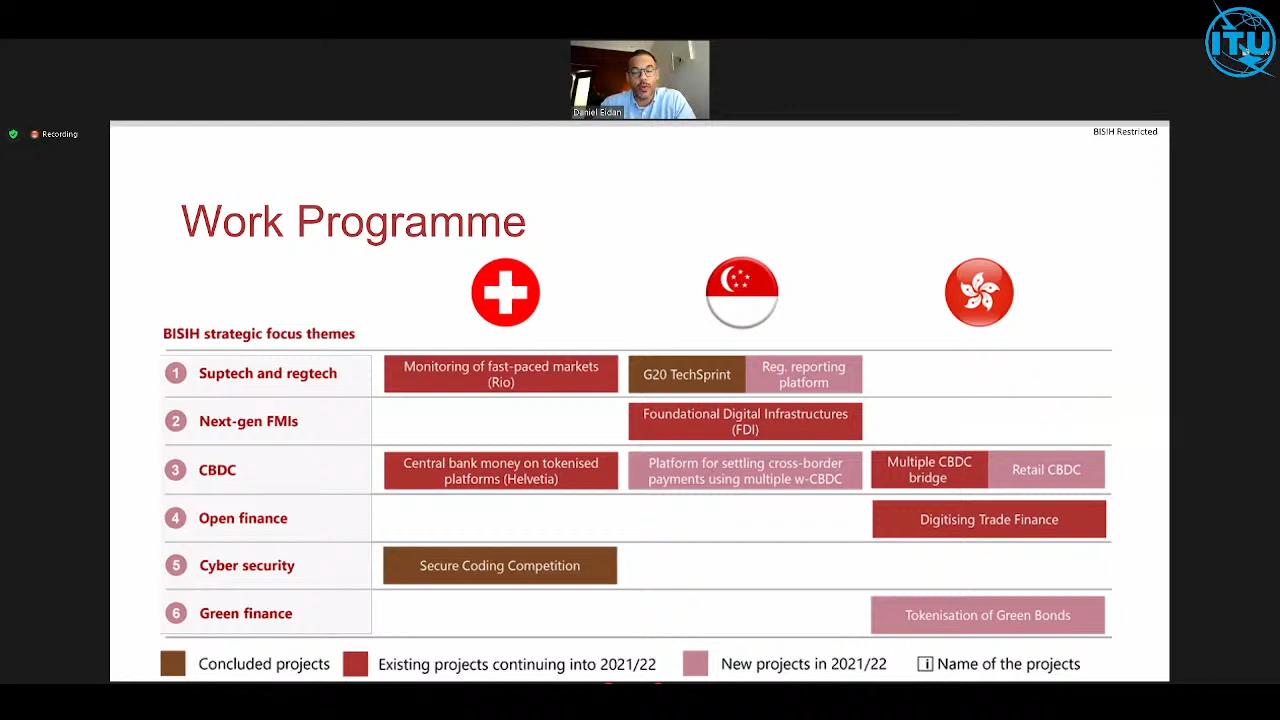 ITU
Daniel Eidan
Recording
BISIH Restricted
Work Programme
BISIH strategic focus themes
1 Suptech and regtech
Monitoring of fast-paced markets
(Rio)
G20 TechSprint
Reg. reporting
platform
2 Next-gen FMIs
Foundational Digital Infrastructures
(FDI)
3 CBDC
Central bank money on tokenised
platforms (Helvetia)
Platform for settling cross-border
payments using multiple w-CBDC
Multiple CBDC
bridge
Retail CBDC
4 Open finance
Digitising Trade Finance
5 Cyber security
Secure Coding Competition
6 Green finance
Tokenisation of Green Bonds
Concluded projects
Existing projects continuing into 2021/22
New projects in 2021/22
i Name of the projects